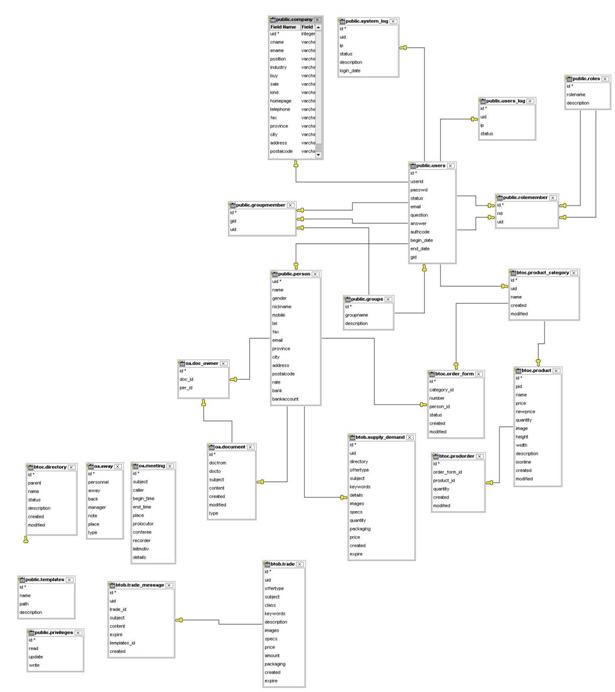 public.company
Field Name Field
uid * integer
cname varcha
ename varcha
position varcha
industry varcha
buy varcha
sale varcha
kind varcha
homepage varcha
telephone varcha
fax varcha
province varcha
city varcha
address varcha
postalcode varcha
public.system_log
id *
uid
ip
status
description
login_date
public.roles
id *
rolename
description
public.users_log
id *
uid
ip
status
public.users
id *
userid
passwd
status
email
question
answer
authcode
begin_date
end_date
gid
public.rolemember
id *
rid
uid
public.groupmember
id *
gid
uid
public.person
uid *
name
gender
nickname
mobile
tel
fax
email
province
city
address
postalcode
rate
bank
bankaccount
public.groups
id *
groupname
description
btoc.product_category
id *
uid
name
created
modified
oa.doc_owner
id *
doc_id
per_id
btoc.order_form
id *
category_id
number
person_id
status
created
modified
btoc.product
id *
pid
name
price
newprice
quantity
image
height
width
description
isonline
created
modified
oa.document
id *
docfrom
docto
subject
content
created
modified
type
btob.supply_demand
id *
uid
directory
offertype
subject
keywords
details
images
specs
quantity
packaging
price
created
expire
btoc.prodorder
id *
order_form_id
product_id
quantity
created
modified
btoc.directory
id *
parent
name
status
description
created
modified
oa.away
id *
personnel
away
back
manager
note
place
type
oa.meeting
id *
subject
caller
begin_time
end_time
place
prolocutor
conferee
recorder
leitmotiv
details
public.templates
id *
name
path
description
btob.trade_message
id *
uid
trade_id
subject
content
expire
templates_id
created
btob.trade
id *
uid
offertype
subject
class
keywords
description
images
specs
price
amount
packaging
created
expire
public.privileges
id *
read
update
write